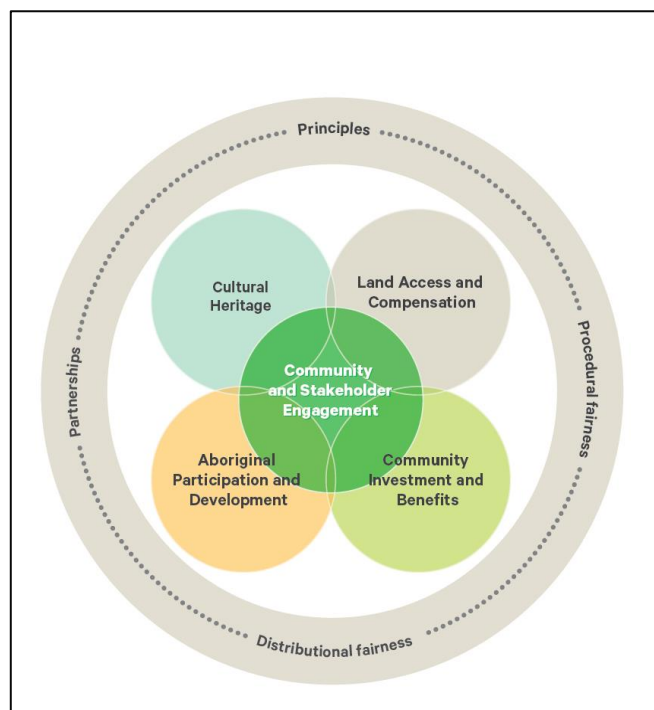 Principles
Cultural
Heritage
Land Access and
Compensation
Partnerships
Procedural fairness
Community
and Stakeholder
Engagement
Aboriginal
Participation and
Development
Community
Investment and
Benefits
Distributional fairness